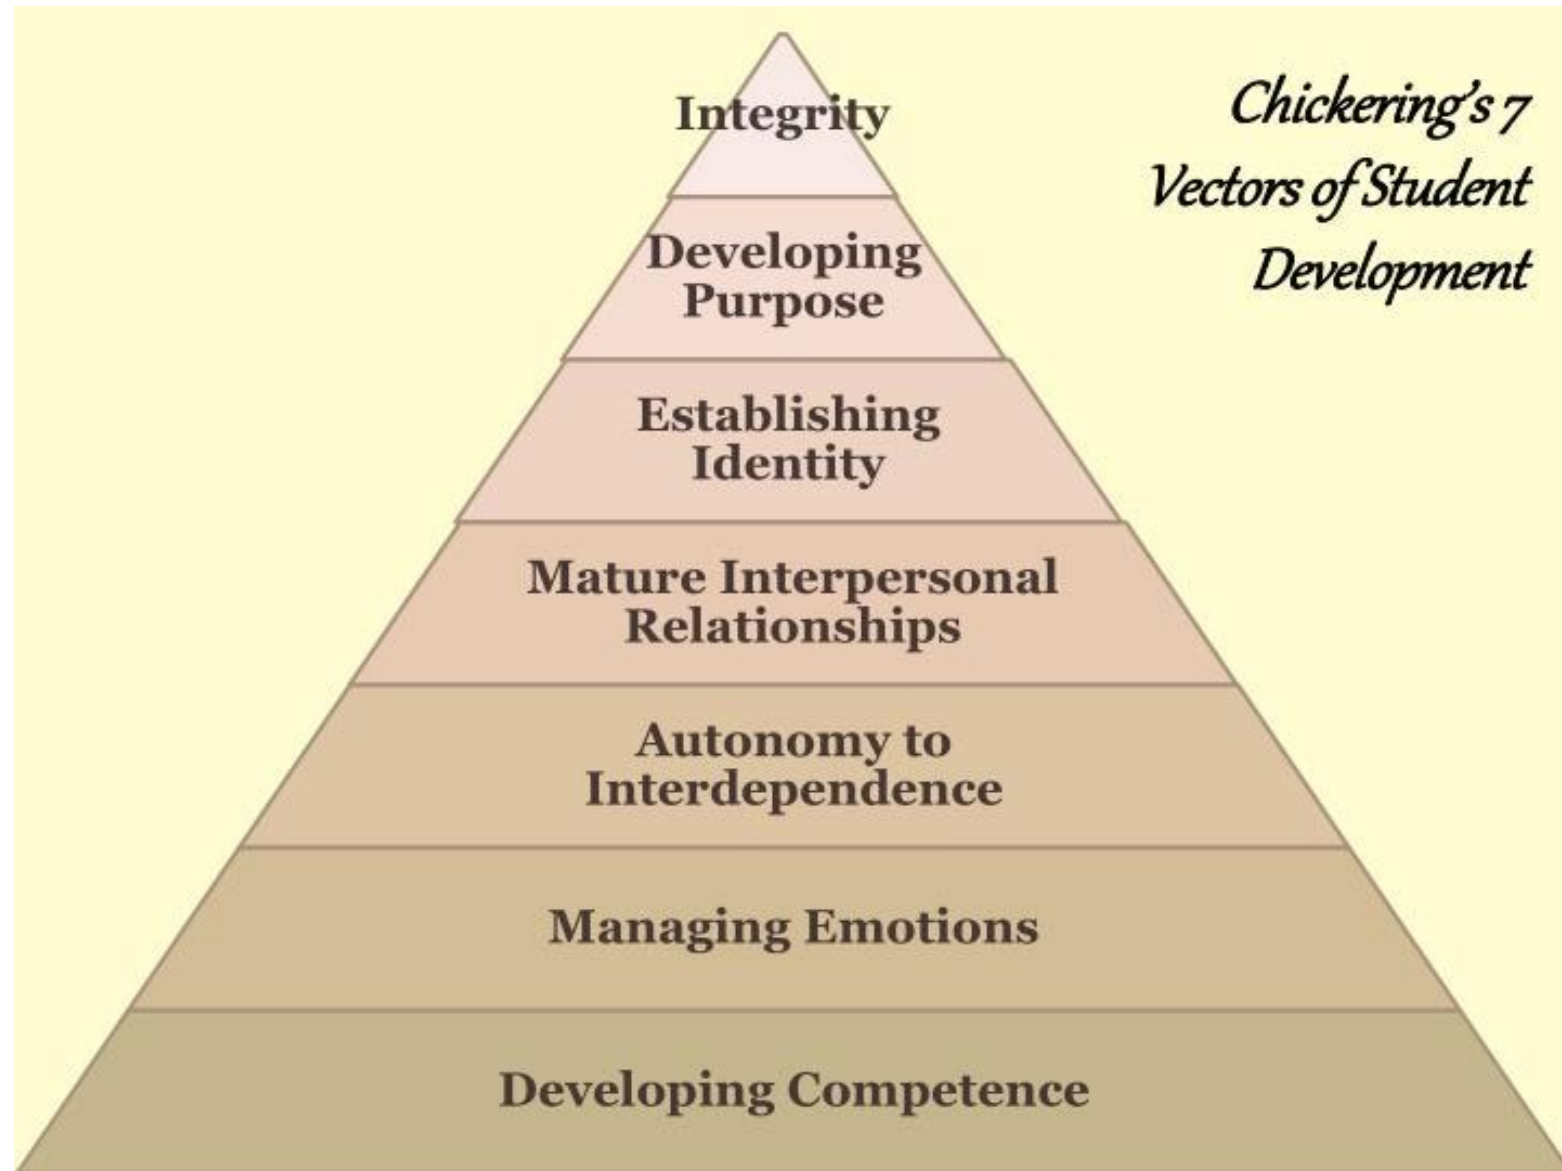 Chickering's 7
Vectors of Student
Development
Integrity
Developing
Purpose
Establishing
Identity
Mature Interpersonal
Relationships
Autonomy to
Interdependence
Managing Emotions
Developing Competence